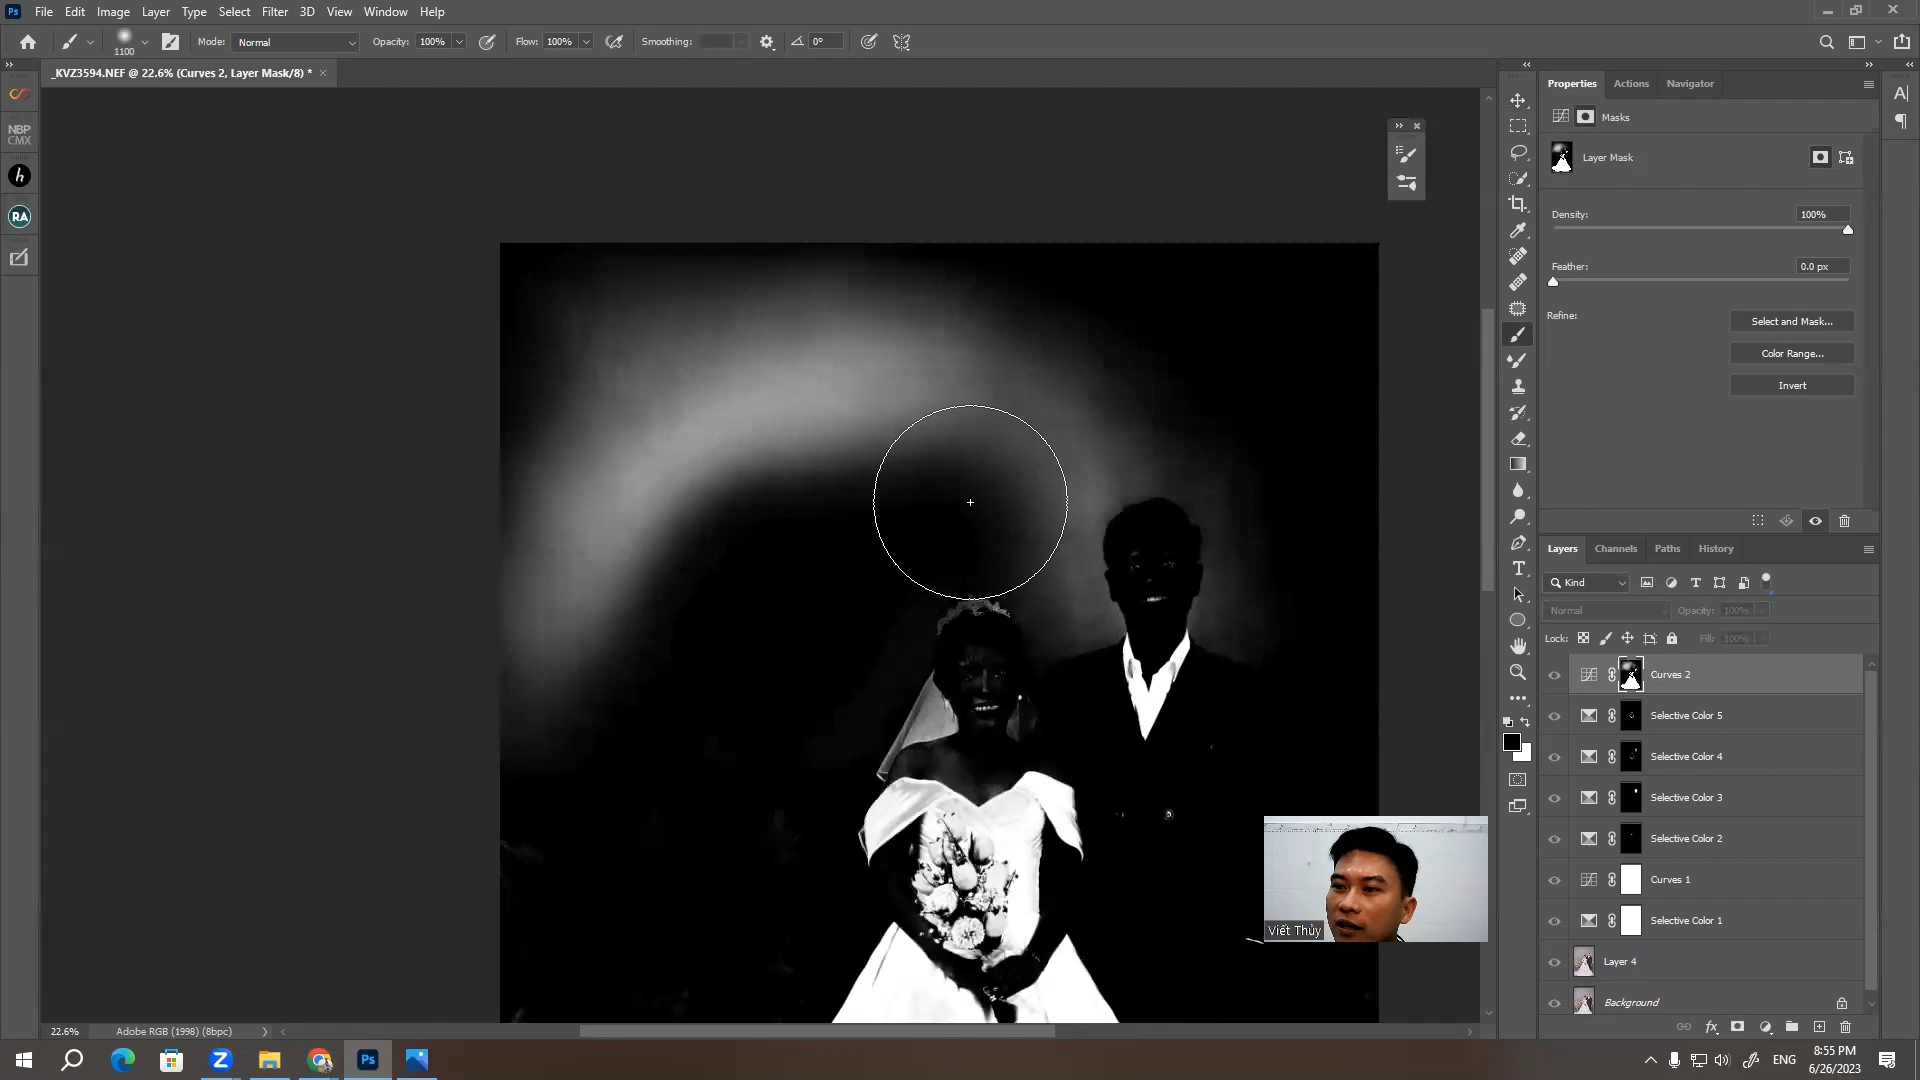 Ps File Edit Image Layer Type Select Filter 3D View Window Help
1100 Mode: Normal Opacity: 100% Flow: 100% Smoothing: 0°
_KVZ3594.NEF @ 22.6% (Curves 2, Layer Mask/8) *
NBP
CMX
h
RA
Properties Actions Navigator
Masks
Layer Mask
Density: 100%
Feather: 0.0 px
Refine:
Select and Mask...
Color Range...
Invert
Layers Channels Paths History
Kind
Normal Opacity: 100%
Lock: Fill: 100%
Curves 2
Selective Color 5
Selective Color 4
Selective Color 3
Selective Color 2
Curves 1
Selective Color 1
Layer 4
Background
Viết Thủy
22.6% Adobe RGB (1998) (8bpc)
Z Ps ENG
8:55 PM
6/26/2023